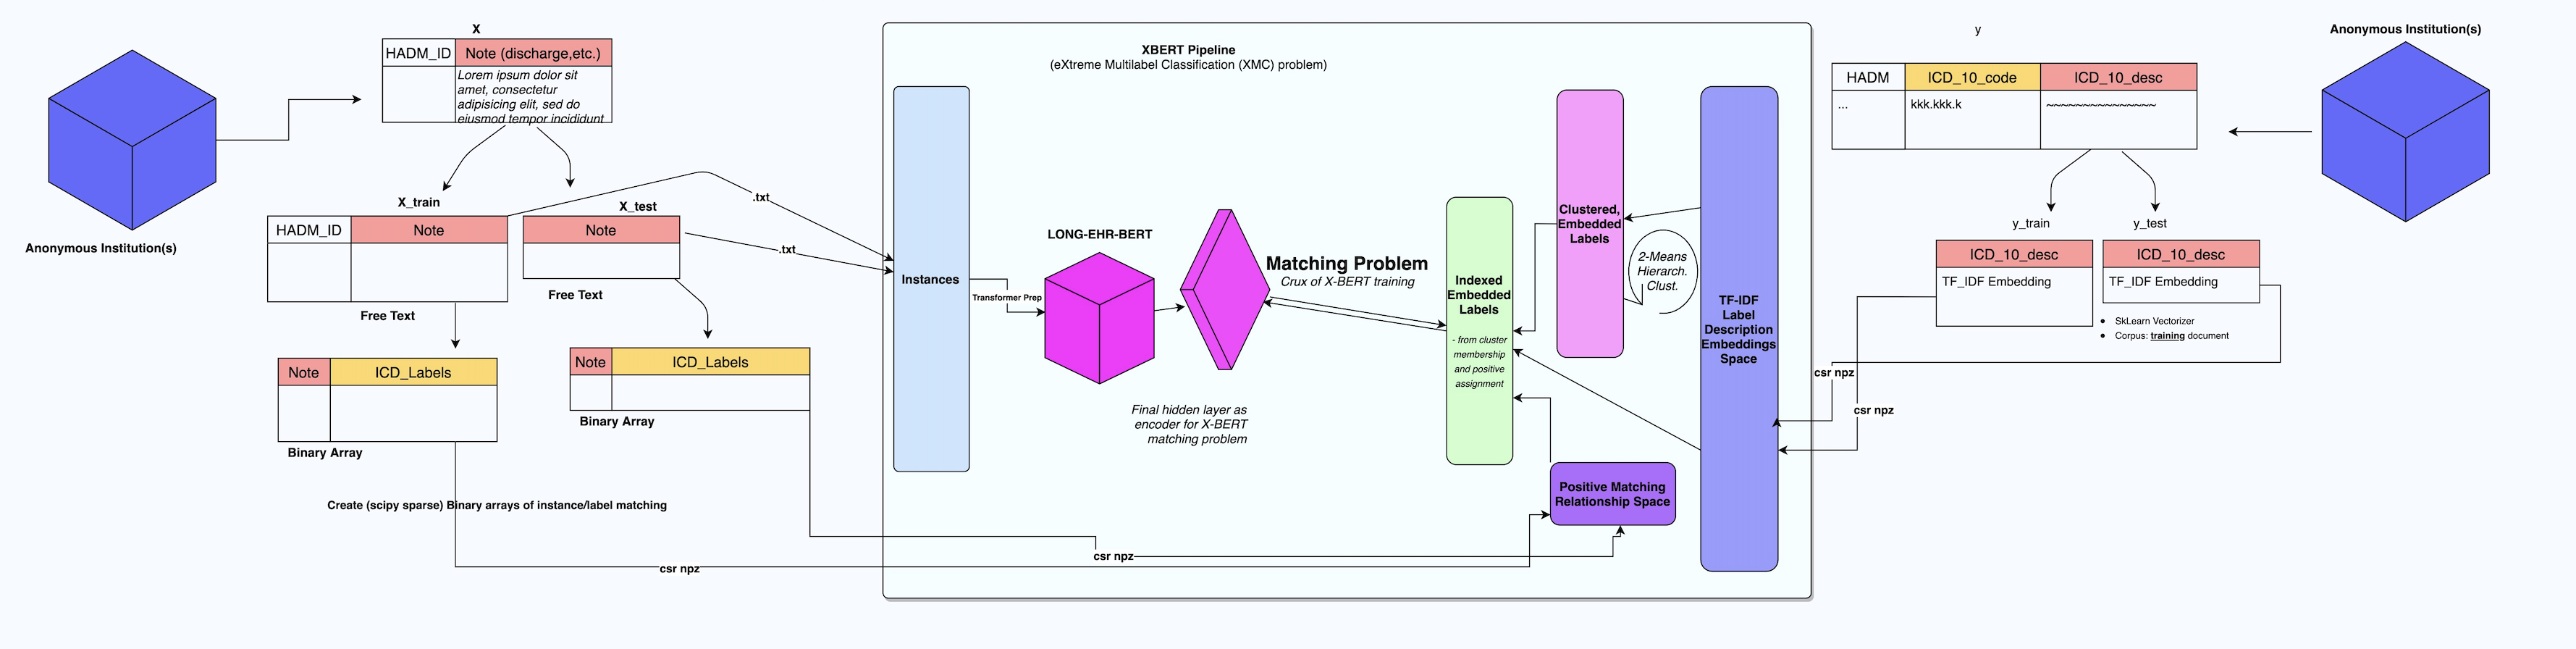 X
HADM_ID
Note (discharge,etc.)
Lorem ipsum dolor sit
amet, consectetur
adipisicing elit, sed do
eiusmod tempor incididunt
Anonymous Institution(s)
X_train
HADM_ID
Note
Free Text
X_test
Note
Free Text
.txt
.txt
Note
ICD_Labels
Binary Array
Note
ICD_Labels
Binary Array
Create (scipy sparse) Binary arrays of instance/label matching
csr npz
csr npz
XBERT Pipeline
(eXtreme Multilabel Classification (XMC) problem)
Instances
Transformer Prep
LONG-EHR-BERT
Final hidden layer as
encoder for X-BERT
matching problem
Matching Problem
Crux of X-BERT training
Indexed
Embedded
Labels
- from cluster
membership
and positive
assignment
Clustered,
Embedded
Labels
2-Means
Hierarch.
Clust.
Positive Matching
Relationship Space
TF-IDF
Label
Description
Embeddings
Space
csr npz
csr npz
y
HADM
ICD_10_code
ICD_10_desc
...
kkk.kkk.k
~~~~~~~~~~~~~~~
Anonymous Institution(s)
y_train
ICD_10_desc
TF_IDF Embedding
y_test
ICD_10_desc
TF_IDF Embedding
• SkLearn Vectorizer
• Corpus: training document